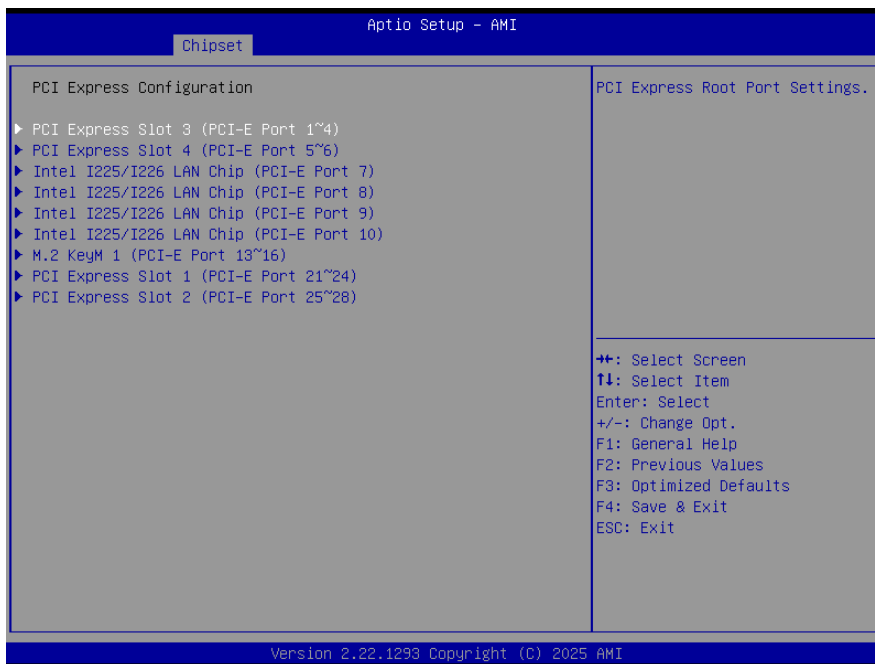 Aptio Setup – AMI
Chipset
PCI Express Configuration
PCI Express Slot 3 (PCI-E Port 1~4)
PCI Express Slot 4 (PCI-E Port 5~6)
Intel I225/I226 LAN Chip (PCI-E Port 7)
Intel I225/I226 LAN Chip (PCI-E Port 8)
Intel I225/I226 LAN Chip (PCI-E Port 9)
Intel I225/I226 LAN Chip (PCI-E Port 10)
M.2 KeyM 1 (PCI-E Port 13~16)
PCI Express Slot 1 (PCI-E Port 21~24)
PCI Express Slot 2 (PCI-E Port 25~28)
PCI Express Root Port Settings.
→←: Select Screen
↑↓: Select Item
Enter: Select
+/-: Change Opt.
F1: General Help
F2: Previous Values
F3: Optimized Defaults
F4: Save & Exit
ESC: Exit
Version 2.22.1293 Copyright (C) 2025 AMI